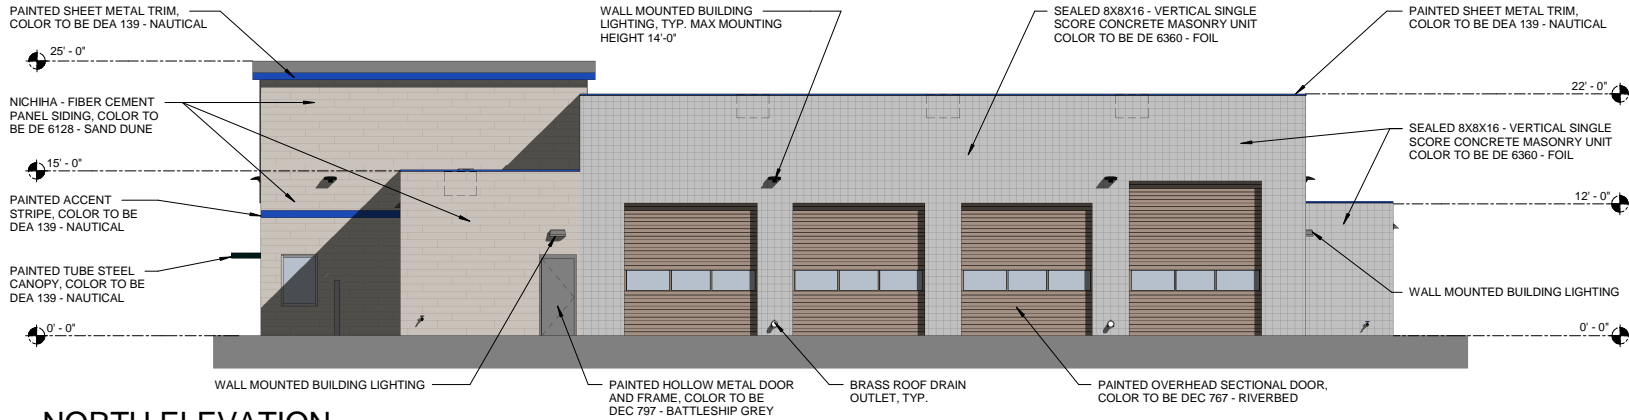 PAINTED SHEET METAL TRIM,
COLOR TO BE DEA 139 - NAUTICAL
WALL MOUNTED BUILDING
LIGHTING, TYP. MAX MOUNTING
HEIGHT 14'-0"
SEALED 8X8X16 - VERTICAL SINGLE
SCORE CONCRETE MASONRY UNIT
COLOR TO BE DE 6360 - FOIL
PAINTED SHEET METAL TRIM,
COLOR TO BE DEA 139 - NAUTICAL
25' - 0"
22' - 0"
NICHIHA - FIBER CEMENT
PANEL SIDING, COLOR TO
BE DE 6128 - SAND DUNE
SEALED 8X8X16 - VERTICAL SINGLE
SCORE CONCRETE MASONRY UNIT
COLOR TO BE DE 6360 - FOIL
15' - 0"
12' - 0"
PAINTED ACCENT
STRIPE, COLOR TO BE
DEA 139 - NAUTICAL
PAINTED TUBE STEEL
CANOPY, COLOR TO BE
DEA 139 - NAUTICAL
WALL MOUNTED BUILDING LIGHTING
0' - 0"
0' - 0"
WALL MOUNTED BUILDING LIGHTING
PAINTED HOLLOW METAL DOOR
AND FRAME, COLOR TO BE
DEC 797 - BATTLESHIP GREY
BRASS ROOF DRAIN
OUTLET, TYP.
PAINTED OVERHEAD SECTIONAL DOOR,
COLOR TO BE DEC 767 - RIVERBED
NORTH ELEVATION